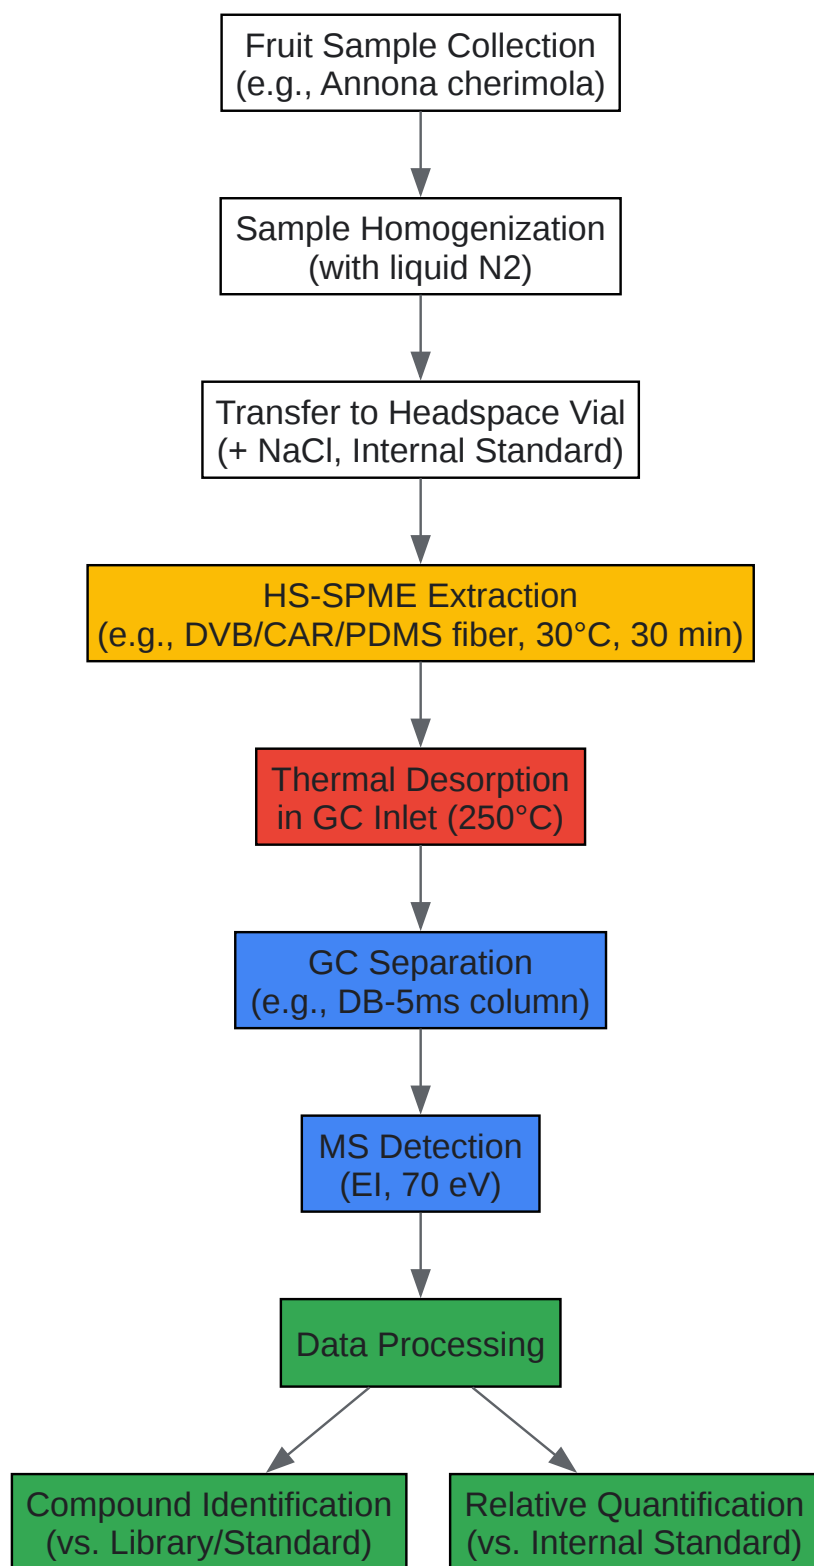 Fruit Sample Collection
(e.g., Annona cherimola)
Sample Homogenization
(with liquid N2)
Transfer to Headspace Vial
(+ NaCl, Internal Standard)
HS-SPME Extraction
(e.g., DVB/CAR/PDMS fiber, 30°C, 30 min)
Thermal Desorption
in GC Inlet (250°C)
GC Separation
(e.g., DB-5ms column)
MS Detection
(EI, 70 eV)
Data Processing
Compound Identification
(vs. Library/Standard)
Relative Quantification
(vs. Internal Standard)